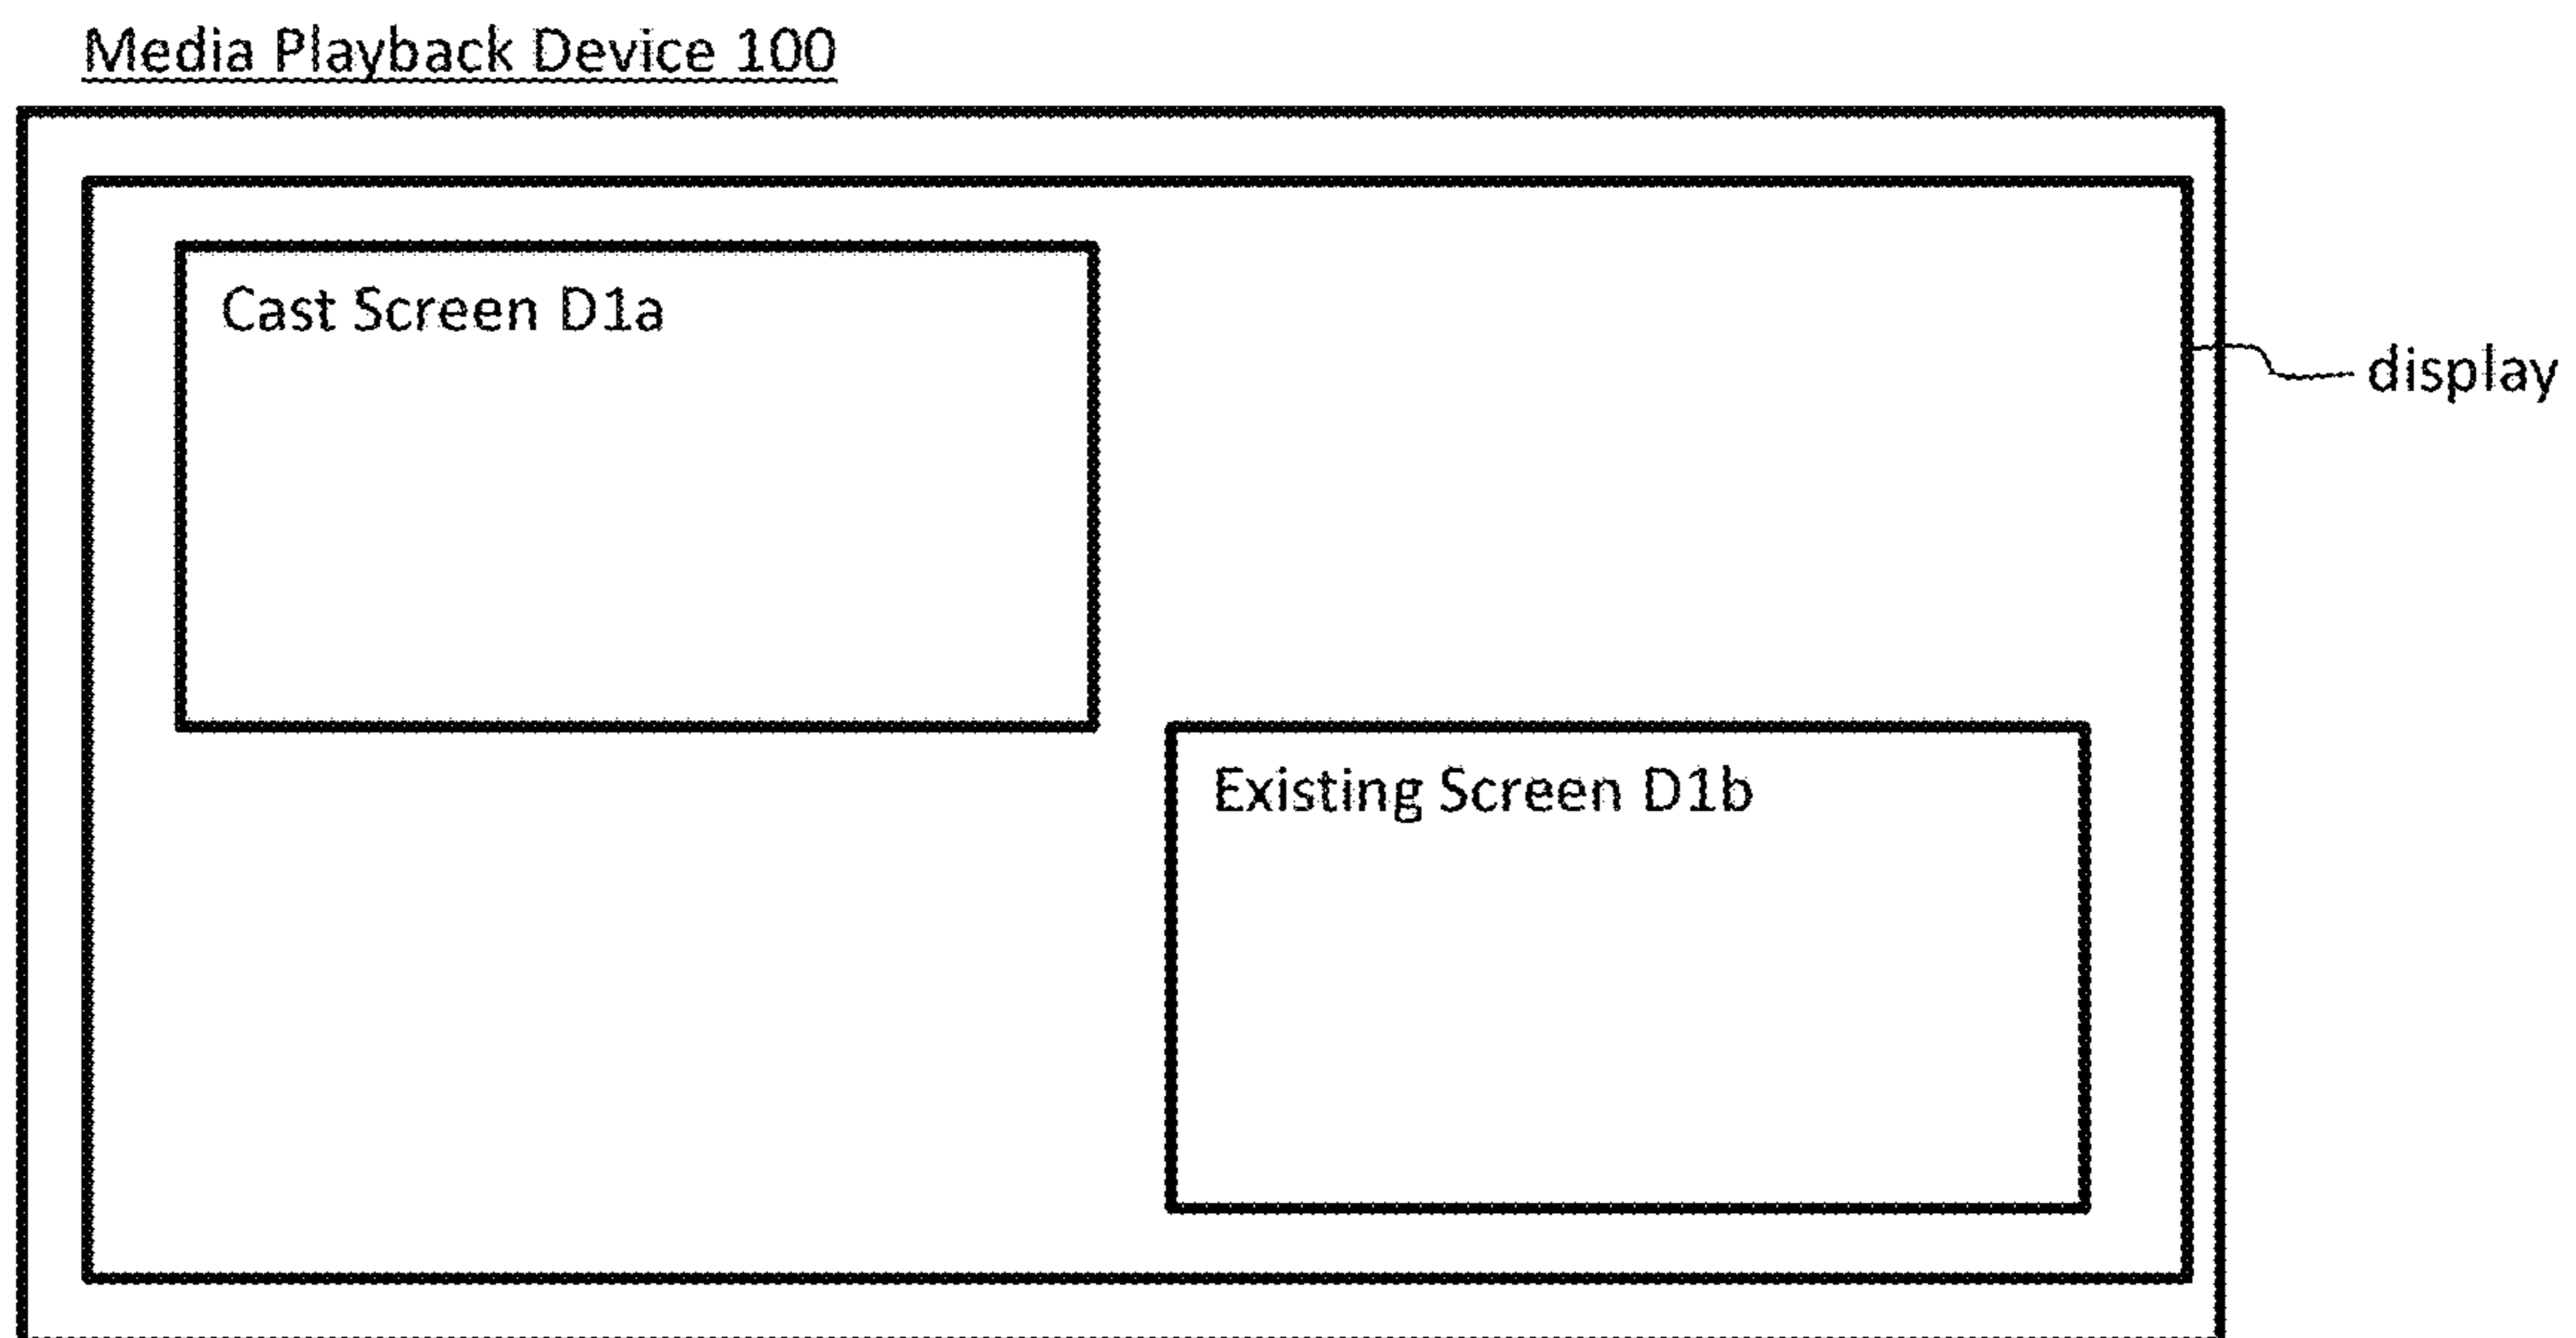 Media Playback Device 100
Cast Screen D1a
display
Existing Screen D1b